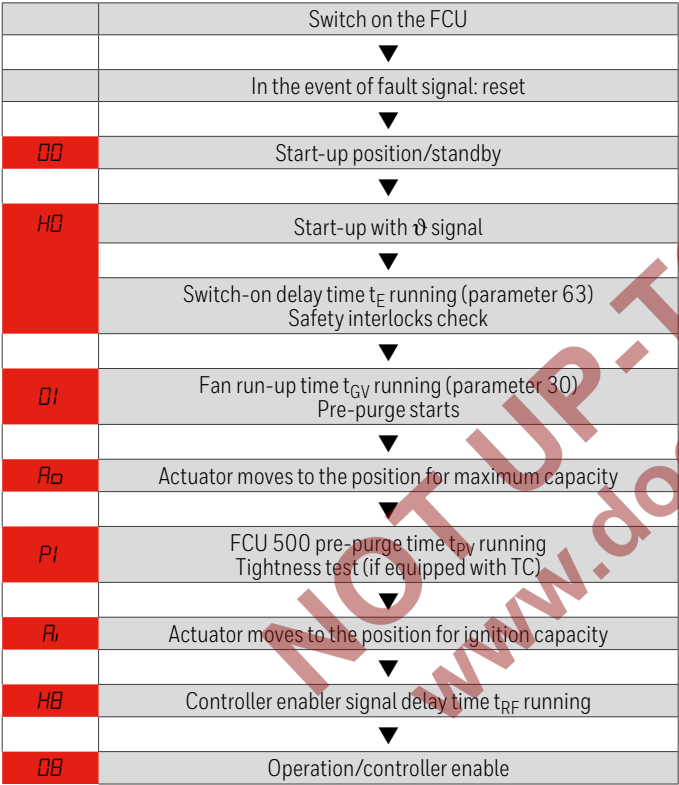 Switch on the FCU
▼
In the event of fault signal: reset
▼
00 Start-up position/standby
▼
H0 Start-up with ϑ signal
▼
Switch-on delay time tE running (parameter 63)
Safety interlocks check
▼
01 Fan run-up time tGV running (parameter 30)
Pre-purge starts
▼
Ao Actuator moves to the position for maximum capacity
▼
P1 FCU 500 pre-purge time tPV running
Tightness test (if equipped with TC)
▼
Ai Actuator moves to the position for ignition capacity
▼
H8 Controller enabler signal delay time tRF running
▼
08 Operation/controller enable
NOT UP-T
www.doc